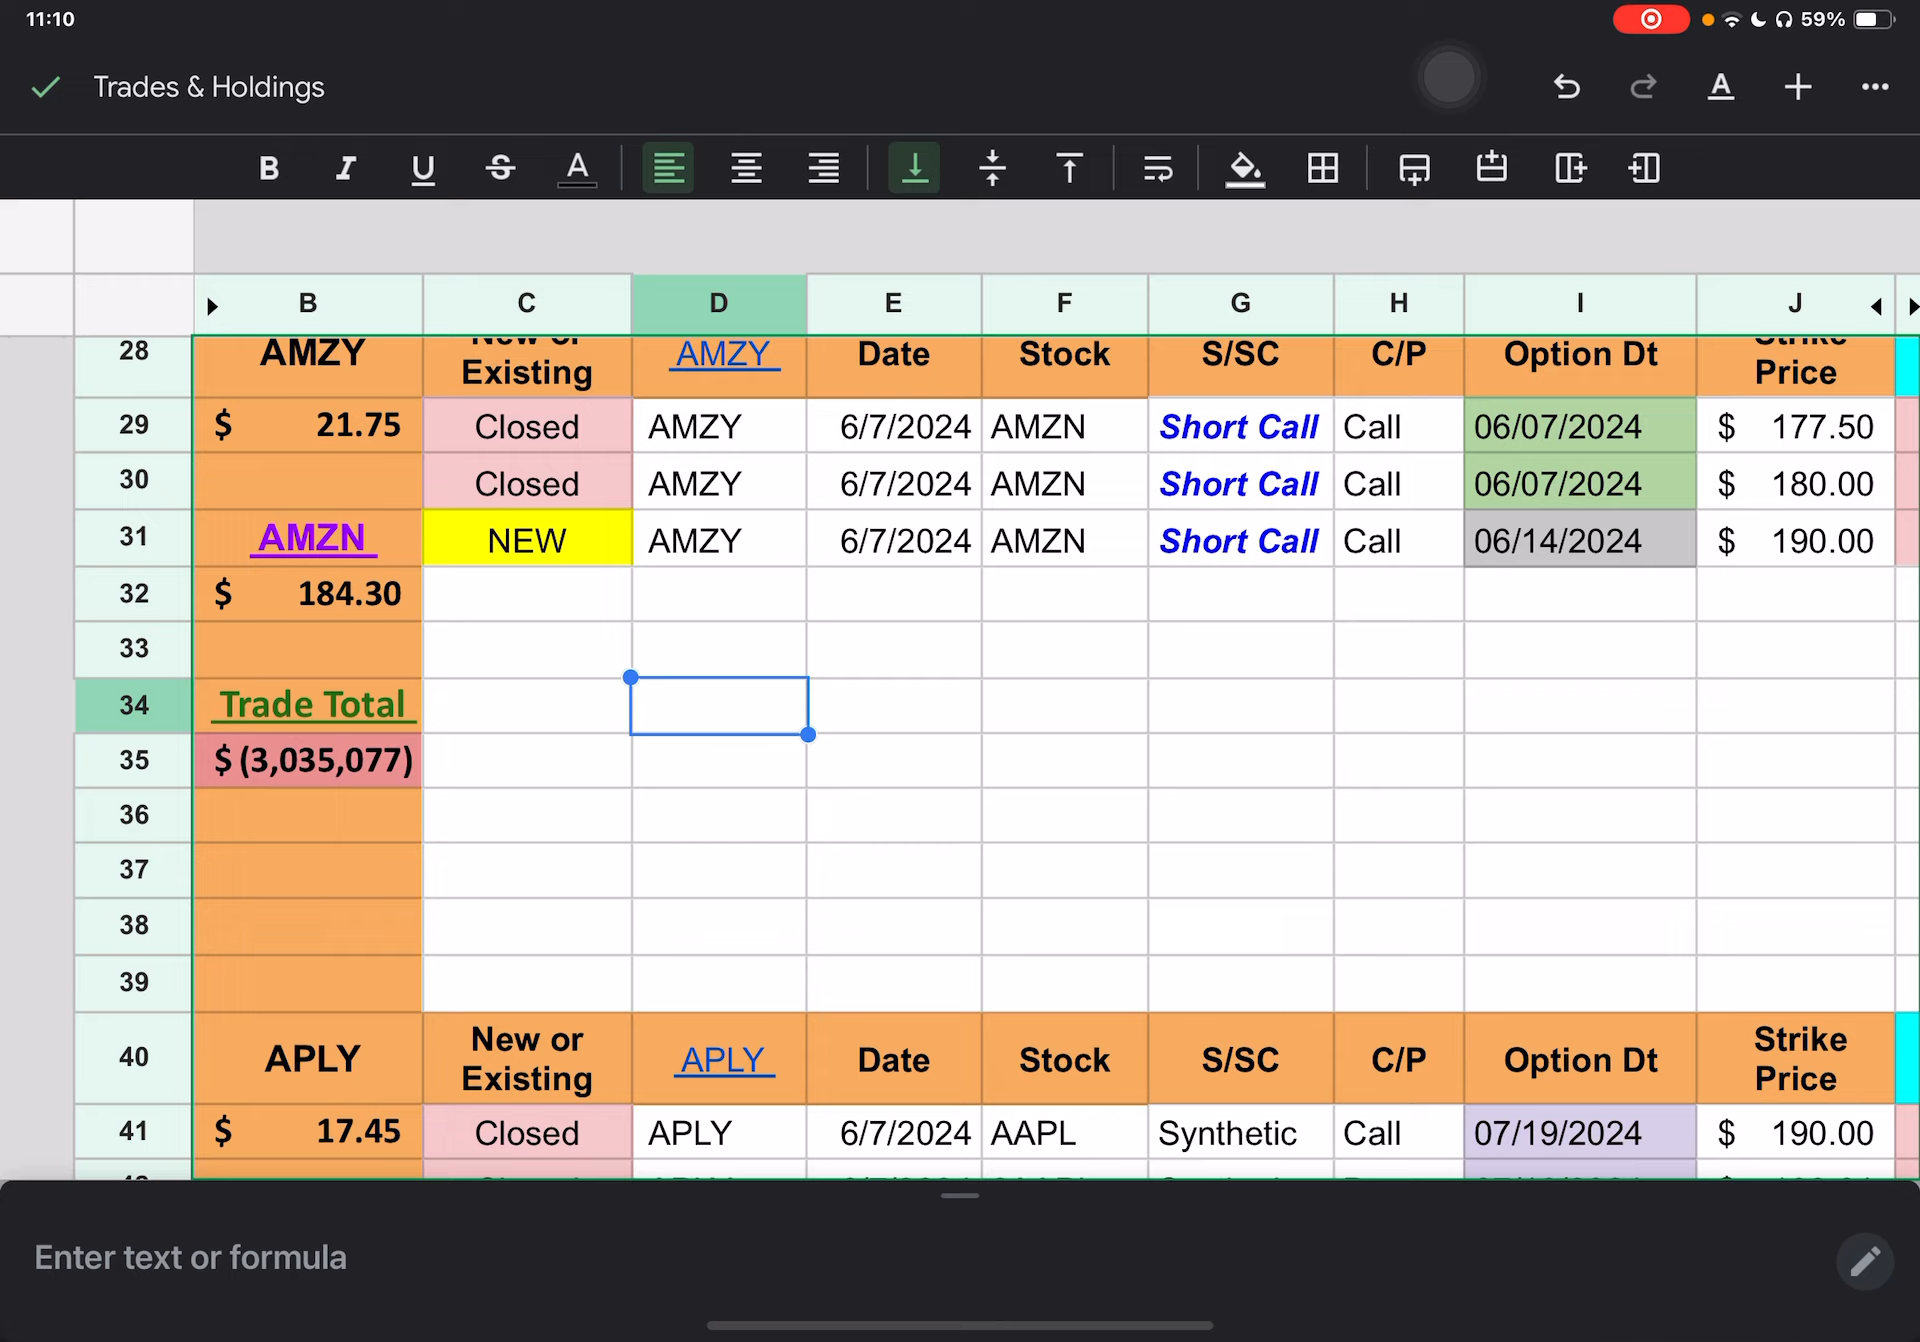 11:10
59%
Trades & Holdings
B I U S A
B C D E F G H I J
28 AMZY New or Existing AMZY Date Stock S/SC C/P Option Dt Strike Price
29 $ 21.75 Closed AMZY 6/7/2024 AMZN Short Call Call 06/07/2024 $ 177.50
30 Closed AMZY 6/7/2024 AMZN Short Call Call 06/07/2024 $ 180.00
31 AMZN NEW AMZY 6/7/2024 AMZN Short Call Call 06/14/2024 $ 190.00
32 $ 184.30
33
34 Trade Total
35 $ (3,035,077)
36
37
38
39
40 APLY New or Existing APLY Date Stock S/SC C/P Option Dt Strike Price
41 $ 17.45 Closed APLY 6/7/2024 AAPL Synthetic Call 07/19/2024 $ 190.00
Enter text or formula